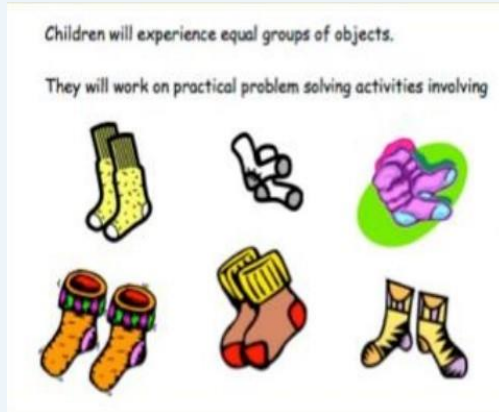 Children will experience equal groups of objects.
They will work on practical problem solving activities involving